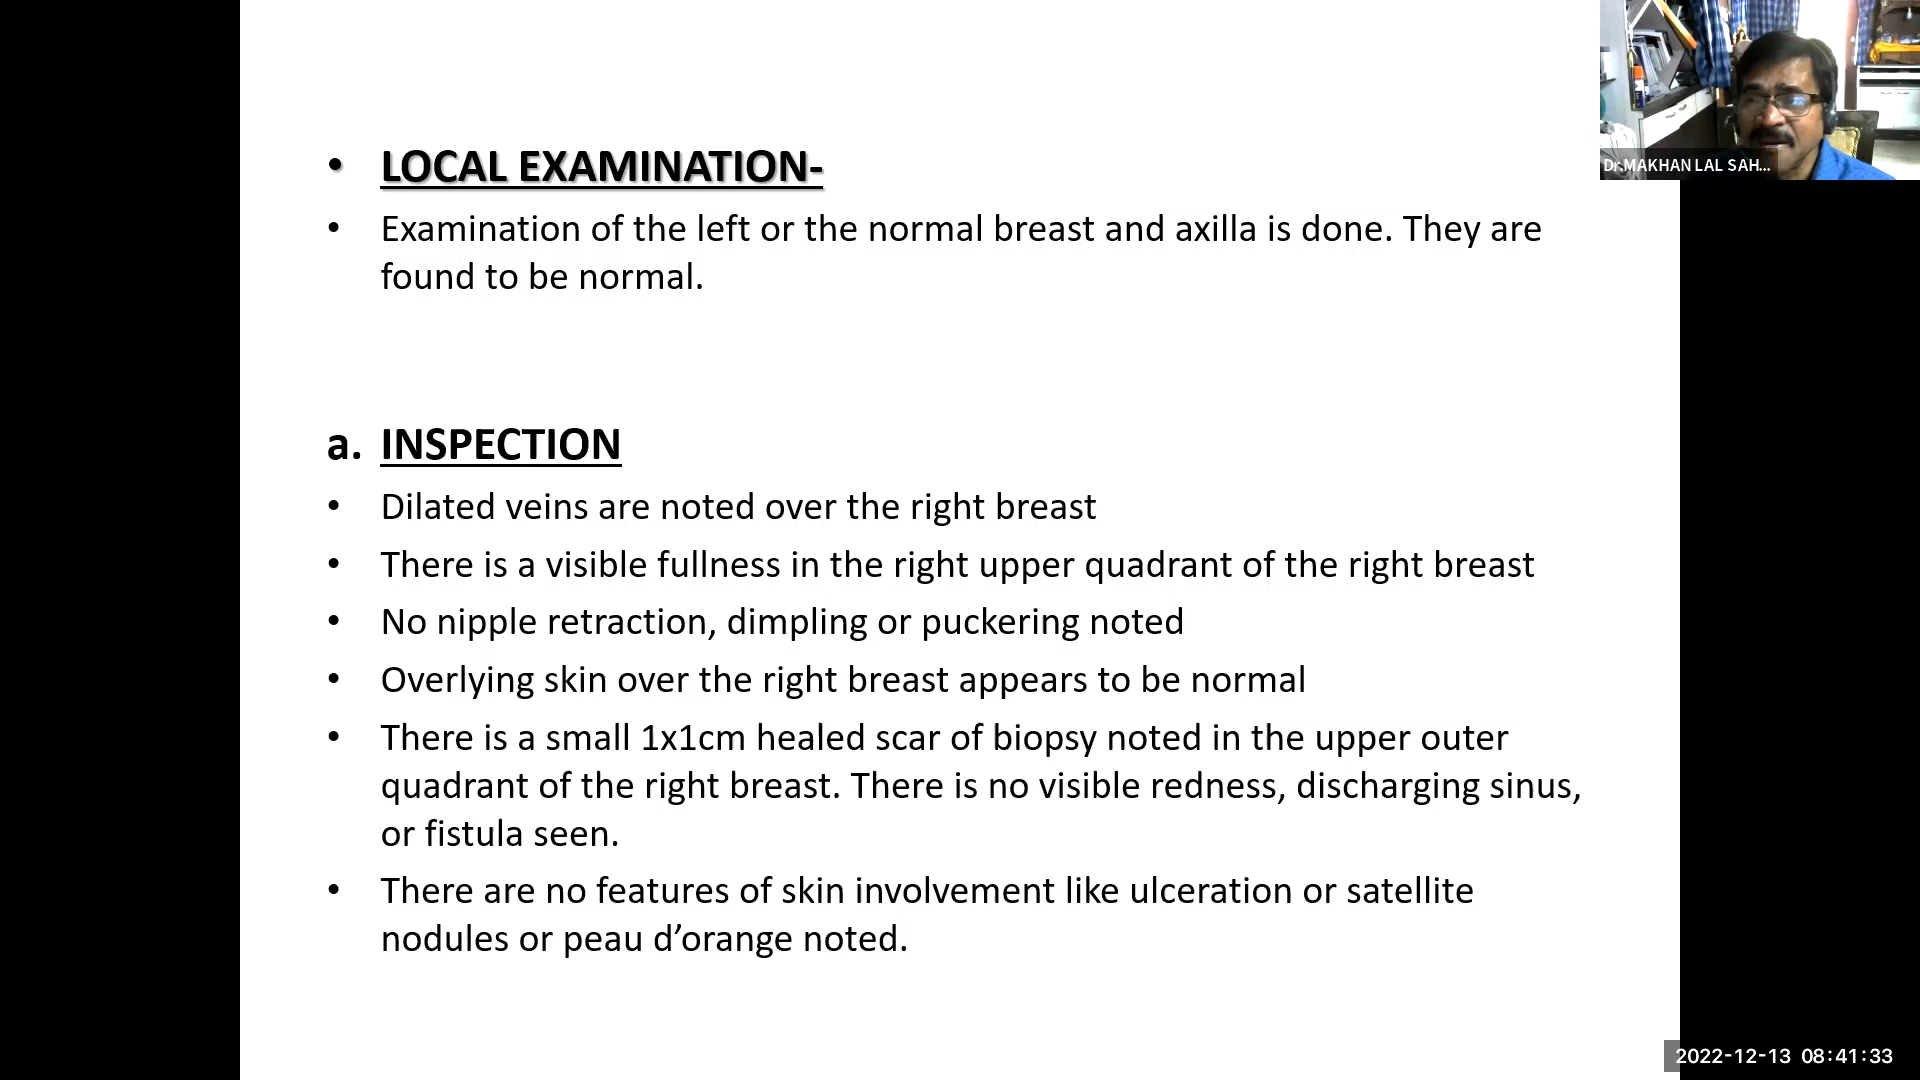 • LOCAL EXAMINATION-
• Examination of the left or the normal breast and axilla is done. They are
found to be normal.
a. INSPECTION
• Dilated veins are noted over the right breast
• There is a visible fullness in the right upper quadrant of the right breast
• No nipple retraction, dimpling or puckering noted
• Overlying skin over the right breast appears to be normal
• There is a small 1x1cm healed scar of biopsy noted in the upper outer
quadrant of the right breast. There is no visible redness, discharging sinus,
or fistula seen.
• There are no features of skin involvement like ulceration or satellite
nodules or peau d’orange noted.
Dr.MAKHAN LAL SAH...
2022-12-13 08:41:33